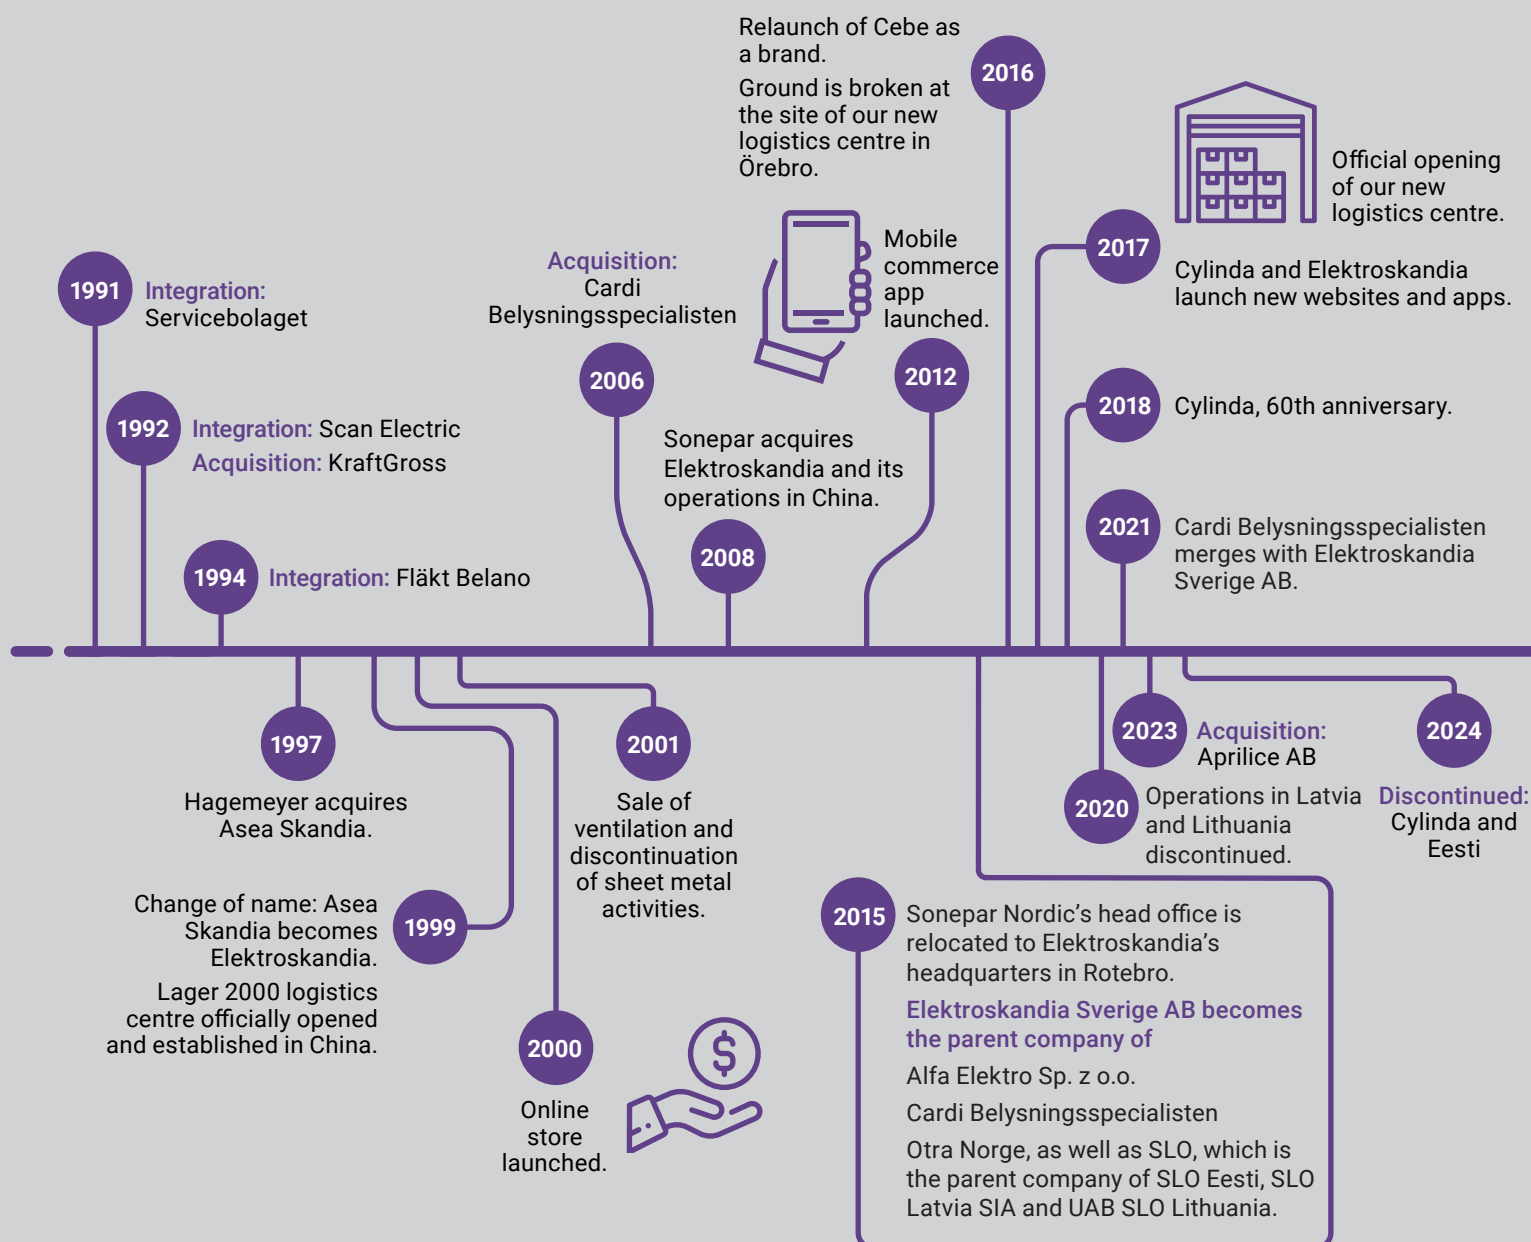 1991
Integration:
Servicebolaget
1992
Integration: Scan Electric
Acquisition: KraftGross
1994
Integration: Fläkt Belano
1997
Hagemeyer acquires
Asea Skandia.
1999
Change of name: Asea
Skandia becomes
Elektroskandia.
Lager 2000 logistics
centre officially opened
and established in China.
2000
Online
store
launched.
$
2001
Sale of
ventilation and
discontinuation
of sheet metal
activities.
2006
Acquisition:
Cardi
Belysningsspecialisten
2008
Sonepar acquires
Elektroskandia and its
operations in China.
2012
Mobile
commerce
app
launched.
2015
Sonepar Nordic’s head office is
relocated to Elektroskandia’s
headquarters in Rotebro.
Elektroskandia Sverige AB becomes
the parent company of
Alfa Elektro Sp. z o.o.
Cardi Belysningsspecialisten
Otra Norge, as well as SLO, which is
the parent company of SLO Eesti, SLO
Latvia SIA and UAB SLO Lithuania.
2016
Relaunch of Cebe as
a brand.
Ground is broken at
the site of our new
logistics centre in
Örebro.
2017
Official opening
of our new
logistics centre.
Cylinda and Elektroskandia
launch new websites and apps.
2018
Cylinda, 60th anniversary.
2020
Operations in Latvia
and Lithuania
discontinued.
2021
Cardi Belysningsspecialisten
merges with Elektroskandia
Sverige AB.
2023
Acquisition:
Aprilice AB
2024
Discontinued:
Cylinda and
Eesti